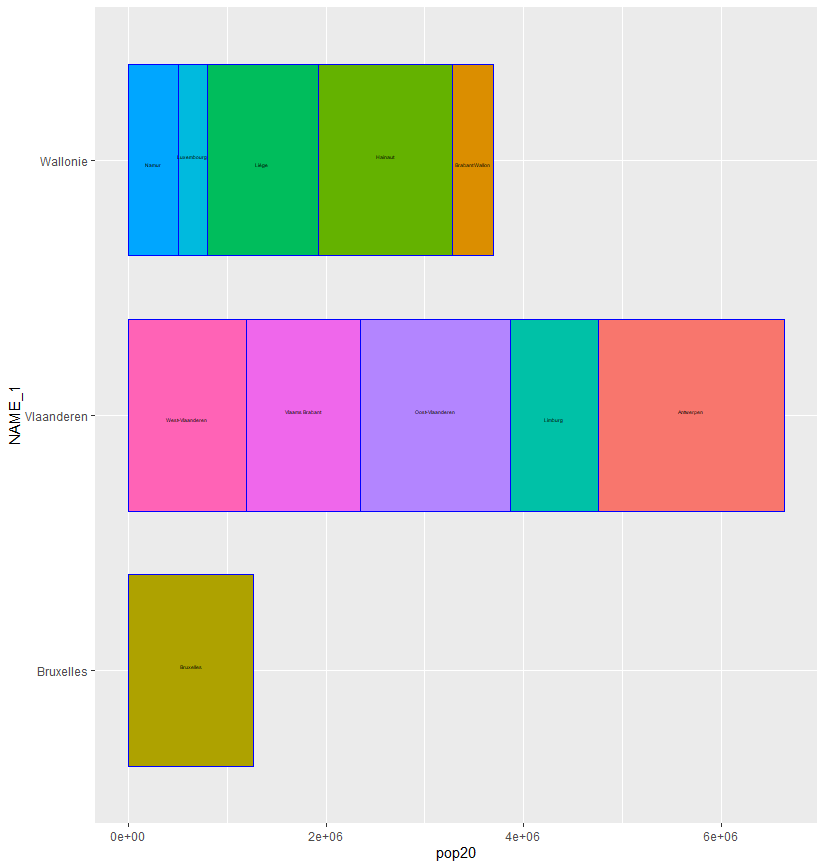 Wallonie
Namur
Luxembourg
Liège
Hainaut
Brabant Wallon
NAME_1
Vlaanderen
West-Vlaanderen
Vlaams Brabant
Oost-Vlaanderen
Limburg
Antwerpen
Bruxelles
Bruxelles
0e+00
2e+06
4e+06
6e+06
pop20